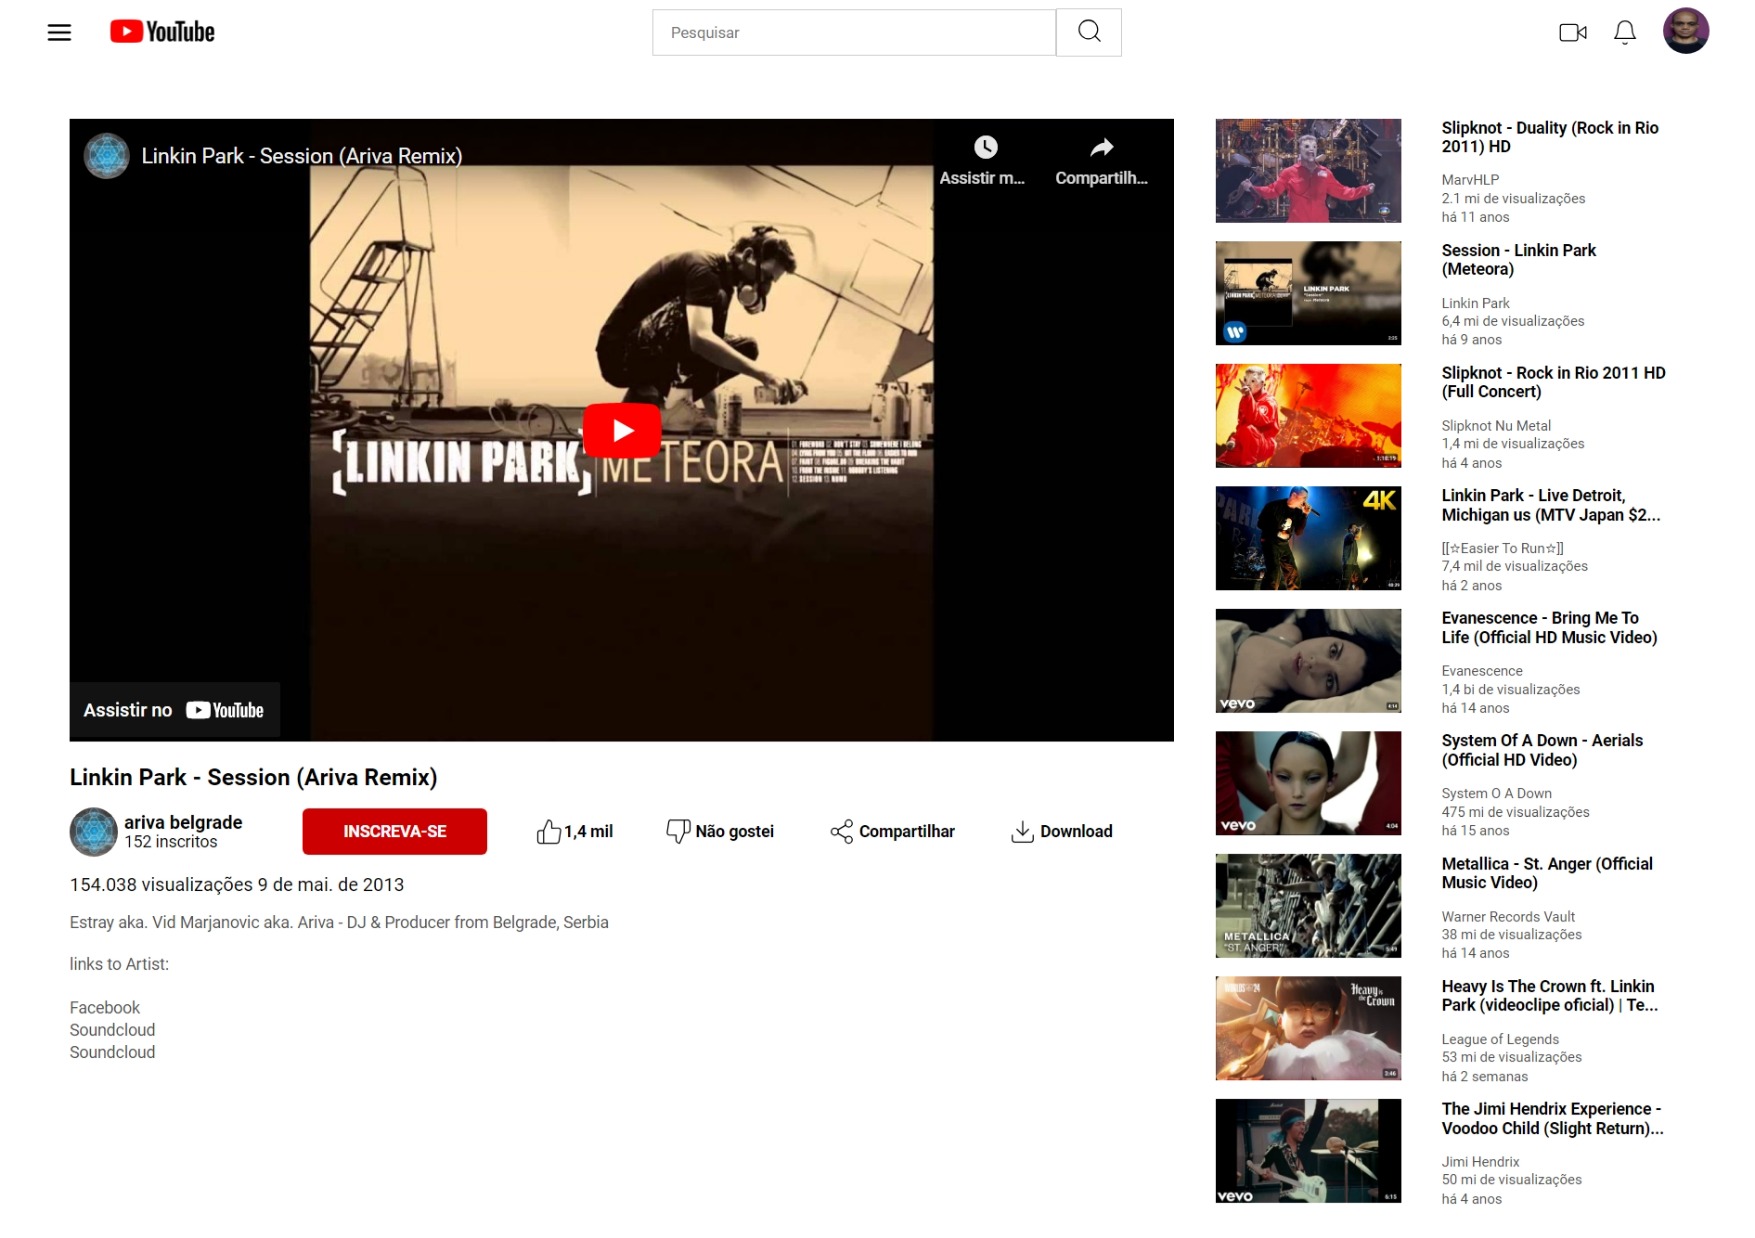 YouTube
Pesquisar
Linkin Park - Session (Ariva Remix)
Assistir m...
Compartilh...
[LINKIN PARK] METEORA
Assistir no YouTube
Linkin Park - Session (Ariva Remix)
ariva belgrade
152 inscritos
INSCREVA-SE
1,4 mil
Não gostei
Compartilhar
Download
154.038 visualizações 9 de mai. de 2013
Estray aka. Vid Marjanovic aka. Ariva - DJ & Producer from Belgrade, Serbia
links to Artist:
Facebook
Soundcloud
Soundcloud
Slipknot - Duality (Rock in Rio
2011) HD
MarvHLP
2.1 mi de visualizações
há 11 anos
LINKIN PARK
Session - Linkin Park
(Meteora)
Linkin Park
6,4 mi de visualizações
há 9 anos
Slipknot - Rock in Rio 2011 HD
(Full Concert)
Slipknot Nu Metal
1,4 mi de visualizações
há 4 anos
4K
Linkin Park - Live Detroit,
Michigan us (MTV Japan $2...
[[☆Easier To Run☆]]
7,4 mil de visualizações
há 2 anos
vevo
Evanescence - Bring Me To
Life (Official HD Music Video)
Evanescence
1,4 bi de visualizações
há 14 anos
vevo
4:04
System Of A Down - Aerials
(Official HD Video)
System O A Down
475 mi de visualizações
há 15 anos
METALLICA
"ST. ANGER"
Metallica - St. Anger (Official
Music Video)
Warner Records Vault
38 mi de visualizações
há 14 anos
Heavy Is
the Crown
3:46
Heavy Is The Crown ft. Linkin
Park (videoclipe oficial) | Te...
League of Legends
53 mi de visualizações
há 2 semanas
vevo
The Jimi Hendrix Experience -
Voodoo Child (Slight Return)...
Jimi Hendrix
50 mi de visualizações
há 4 anos